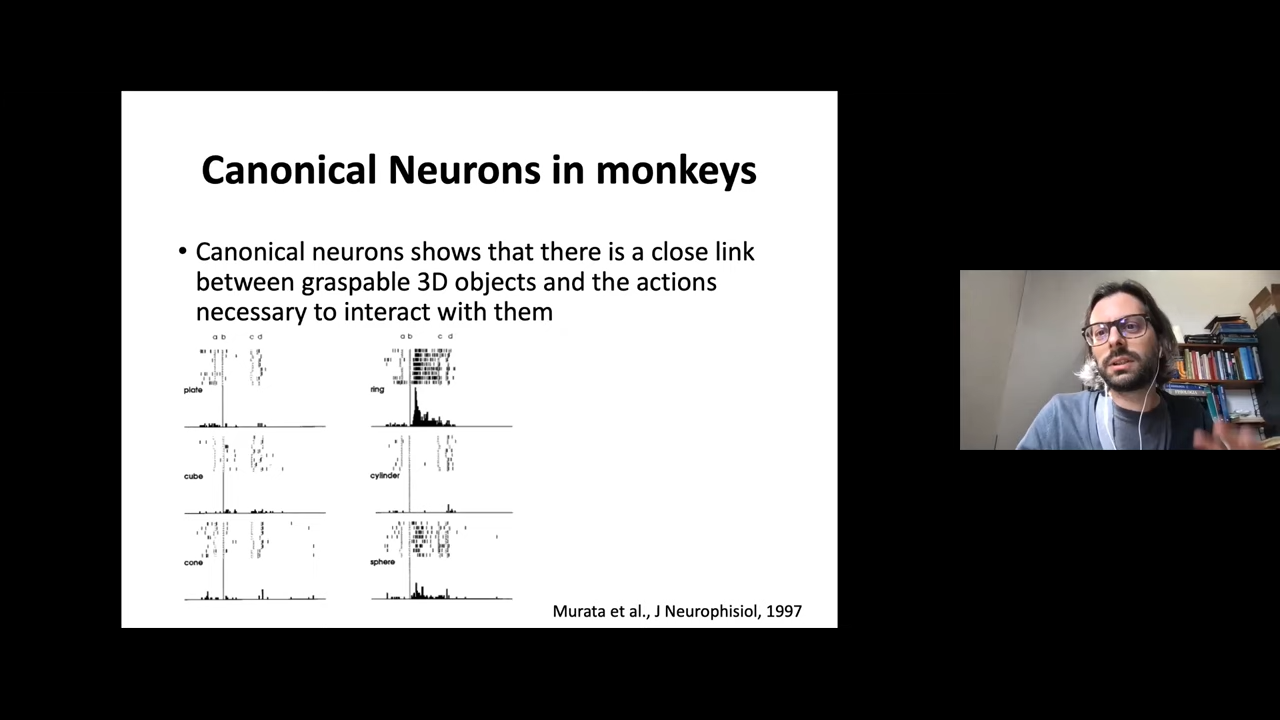 Canonical Neurons in monkeys
• Canonical neurons shows that there is a close link
between graspable 3D objects and the actions
necessary to interact with them
a b c d
a b c d
plate
ring
cube
cylinder
cone
sphere
Murata et al., J Neurophisiol, 1997